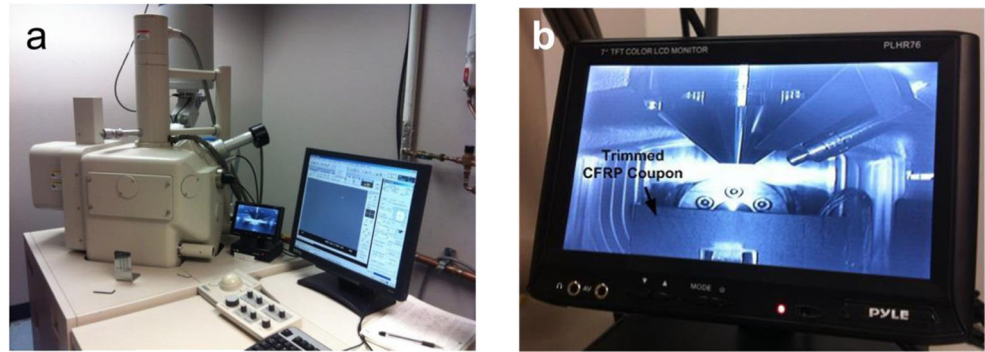 a
b
7" TFT COLOR LCD MONITOR
PLHR76
Trimmed
CFRP Coupon
AV
MODE
PYLE